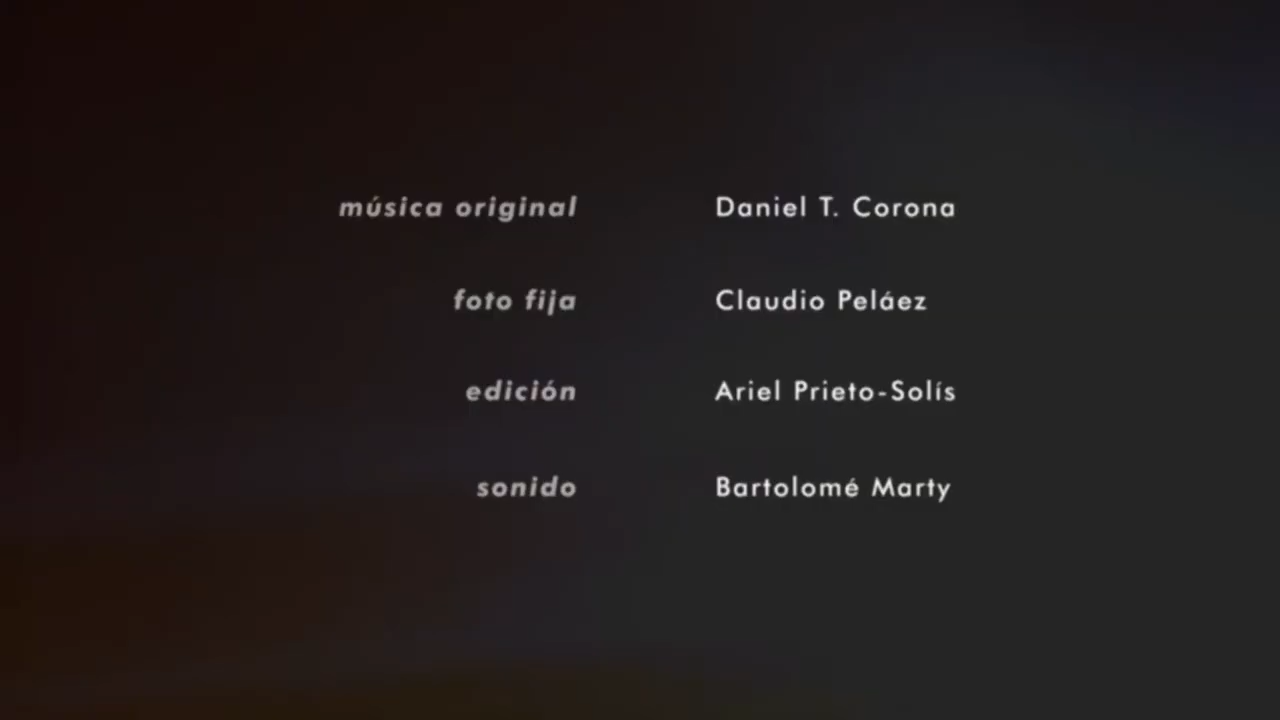 música original Daniel T. Corona
foto fija Claudio Peláez
edición Ariel Prieto-Solís
sonido Bartolomé Marty